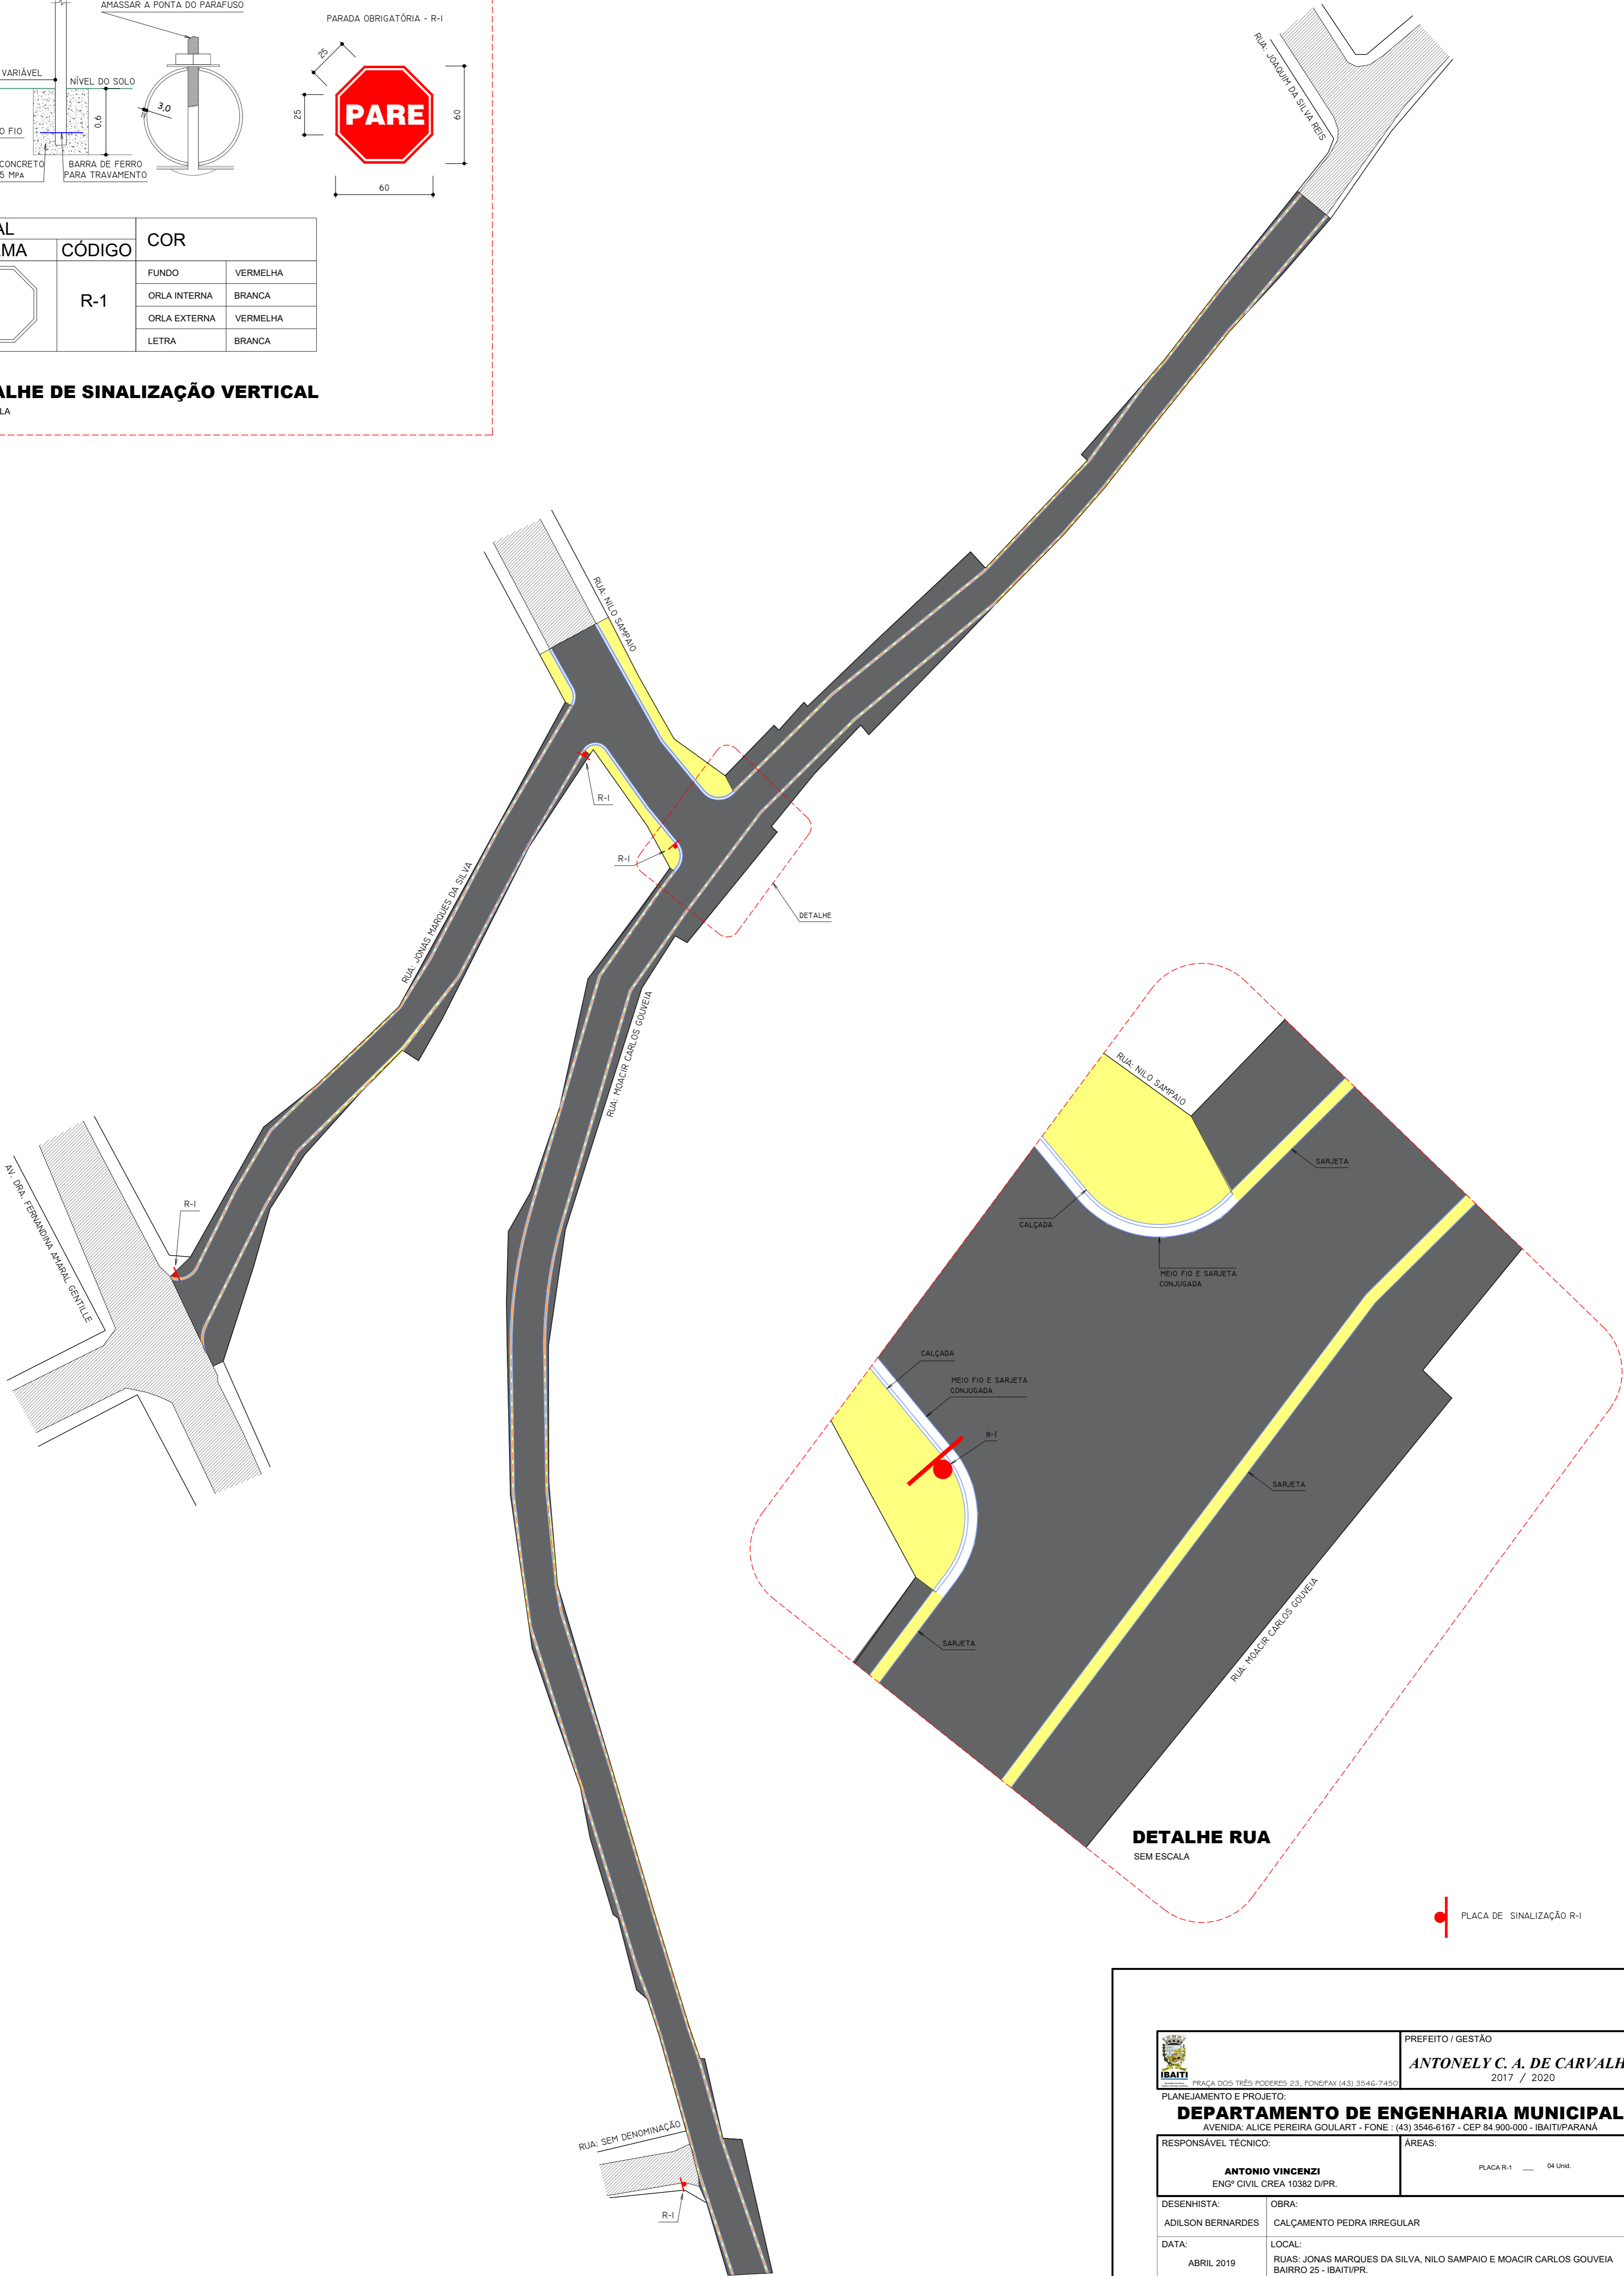 AMASSAR A PONTA DO PARAFUSO
PARADA OBRIGATÓRIA - R-1
VARIÁVEL
NÍVEL DO SOLO
3,0
0,6
O FIO
CONCRETO
5 MPA
BARRA DE FERRO
PARA TRAVAMENTO
25
25
PARE
60
60
AL
MA
CÓDIGO
COR
R-1
FUNDO VERMELHA
ORLA INTERNA BRANCA
ORLA EXTERNA VERMELHA
LETRA BRANCA
ALHE DE SINALIZAÇÃO VERTICAL
LA
RUA: JOAQUIM DA SILVA REIS
RUA: NILO SAMPAIO
R-1
R-1
DETALHE
RUA: JONAS MARQUES DA SILVA
RUA: MOACIR CARLOS GOUVEIA
AV. DRA. FERNANDINA AMARAL GENTILLE
R-1
RUA: NILO SAMPAIO
SARJETA
CALÇADA
MEIO FIO E SARJETA
CONJUGADA
CALÇADA
MEIO FIO E SARJETA
CONJUGADA
R-1
SARJETA
SARJETA
RUA: MOACIR CARLOS GOUVEIA
DETALHE RUA
SEM ESCALA
PLACA DE SINALIZAÇÃO R-1
RUA: SEM DENOMINAÇÃO
R-1
IBAITI
PRAÇA DOS TRÊS PODERES 23, FONE/FAX (43) 3546-7450
PREFEITO / GESTÃO
ANTONELY C. A. DE CARVALH
2017 / 2020
PLANEJAMENTO E PROJETO:
DEPARTAMENTO DE ENGENHARIA MUNICIPAL
AVENIDA: ALICE PEREIRA GOULART - FONE : (43) 3546-6167 - CEP 84.900-000 - IBAITI/PARANÁ
RESPONSÁVEL TÉCNICO:
ANTONIO VINCENZI
ENGº CIVIL CREA 10382 D/PR.
ÁREAS:
PLACA R-1 __ 04 Unid.
DESENHISTA:
ADILSON BERNARDES
OBRA:
CALÇAMENTO PEDRA IRREGULAR
DATA:
ABRIL 2019
LOCAL:
RUAS: JONAS MARQUES DA SILVA, NILO SAMPAIO E MOACIR CARLOS GOUVEIA
BAIRRO 25 - IBAITI/PR.